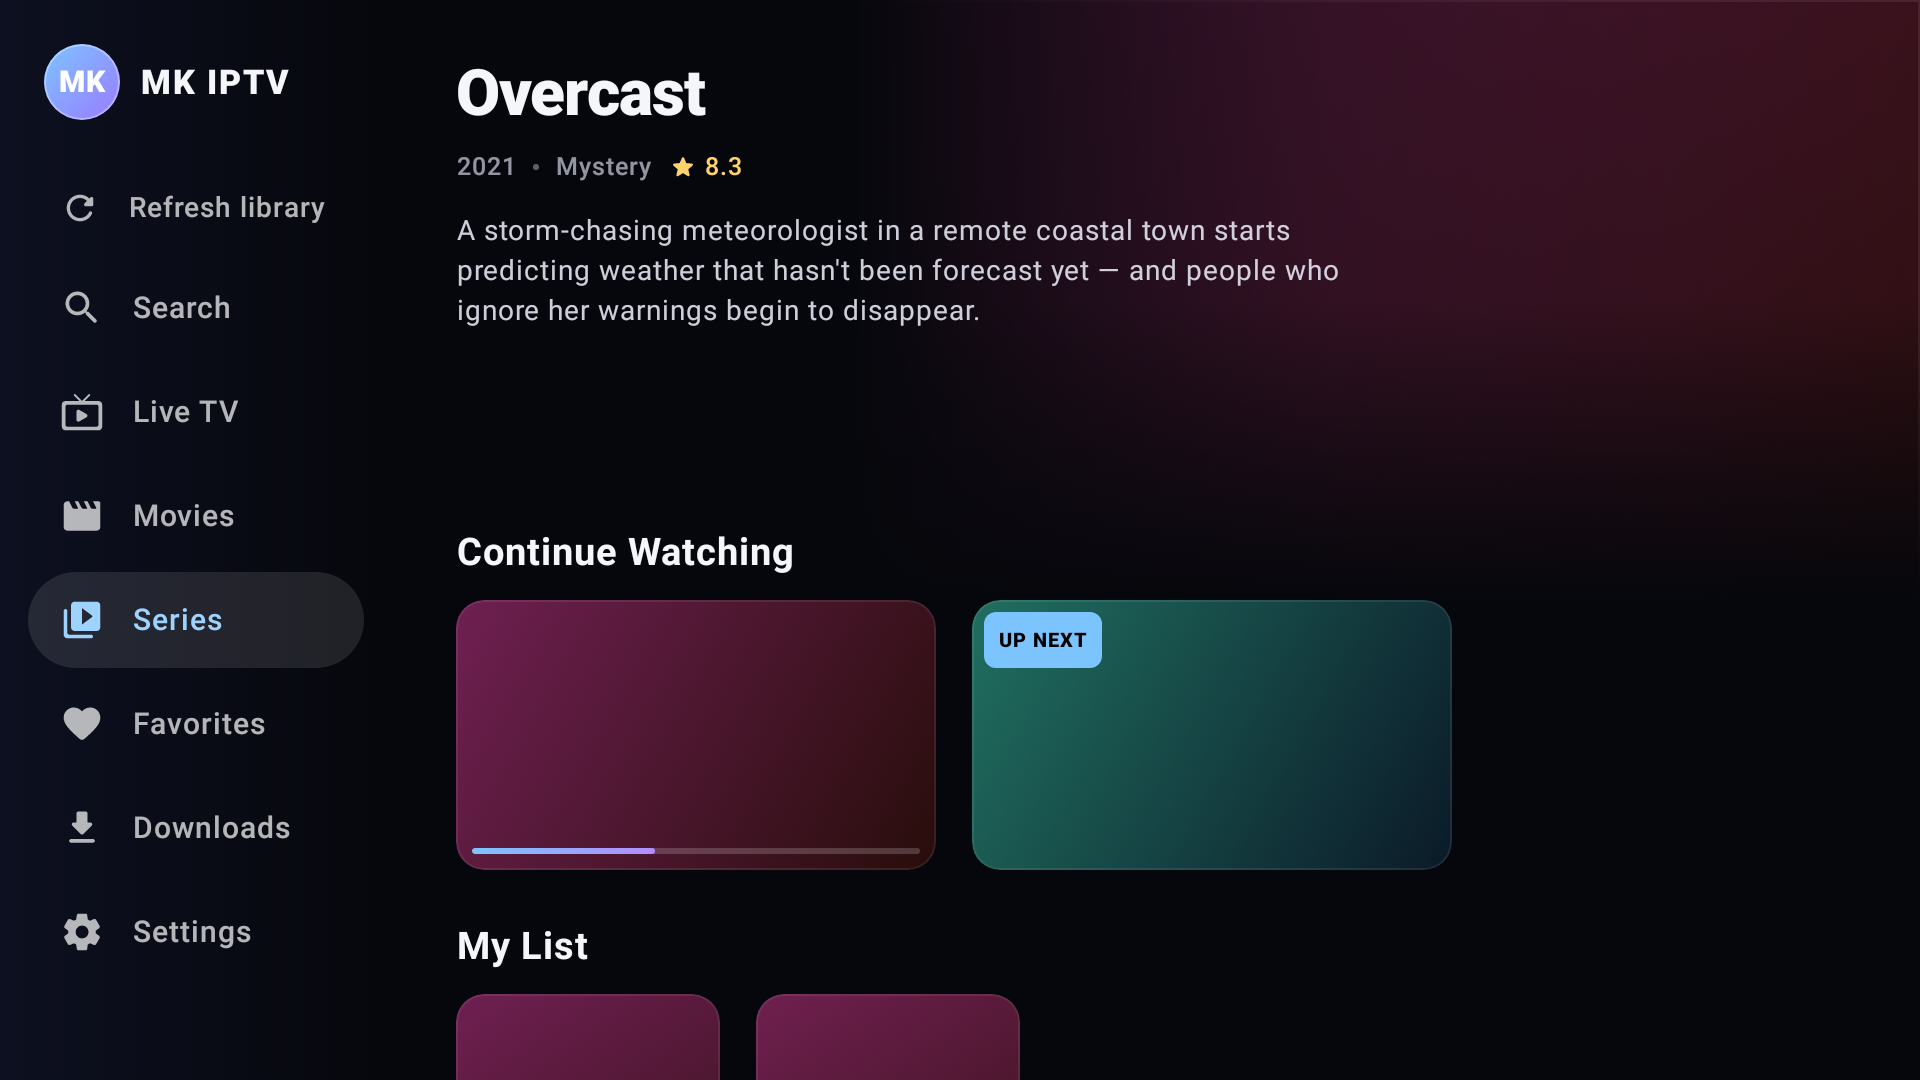 MK
MK IPTV
Refresh library
Search
Live TV
Movies
Series
Favorites
Downloads
Settings
Overcast
2021 • Mystery 8.3
A storm-chasing meteorologist in a remote coastal town starts
predicting weather that hasn't been forecast yet — and people who
ignore her warnings begin to disappear.
Continue Watching
UP NEXT
My List